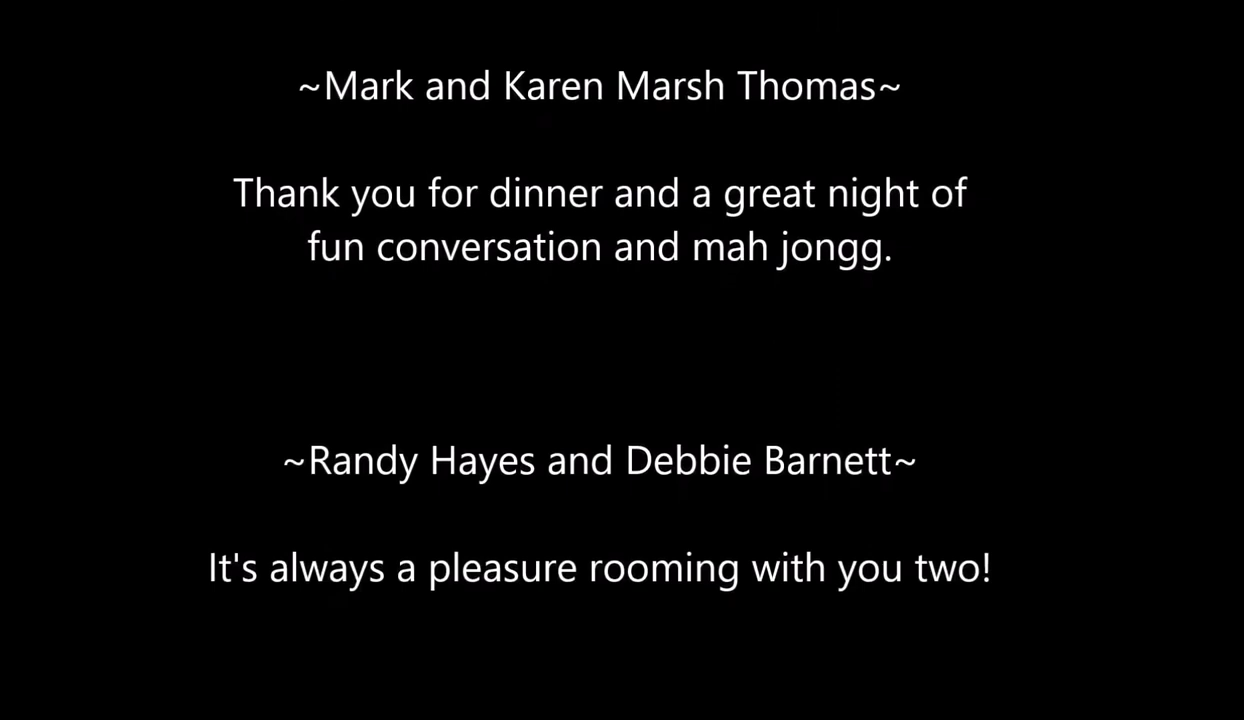 ~Mark and Karen Marsh Thomas~
Thank you for dinner and a great night of
fun conversation and mah jongg.
~Randy Hayes and Debbie Barnett~
It's always a pleasure rooming with you two!